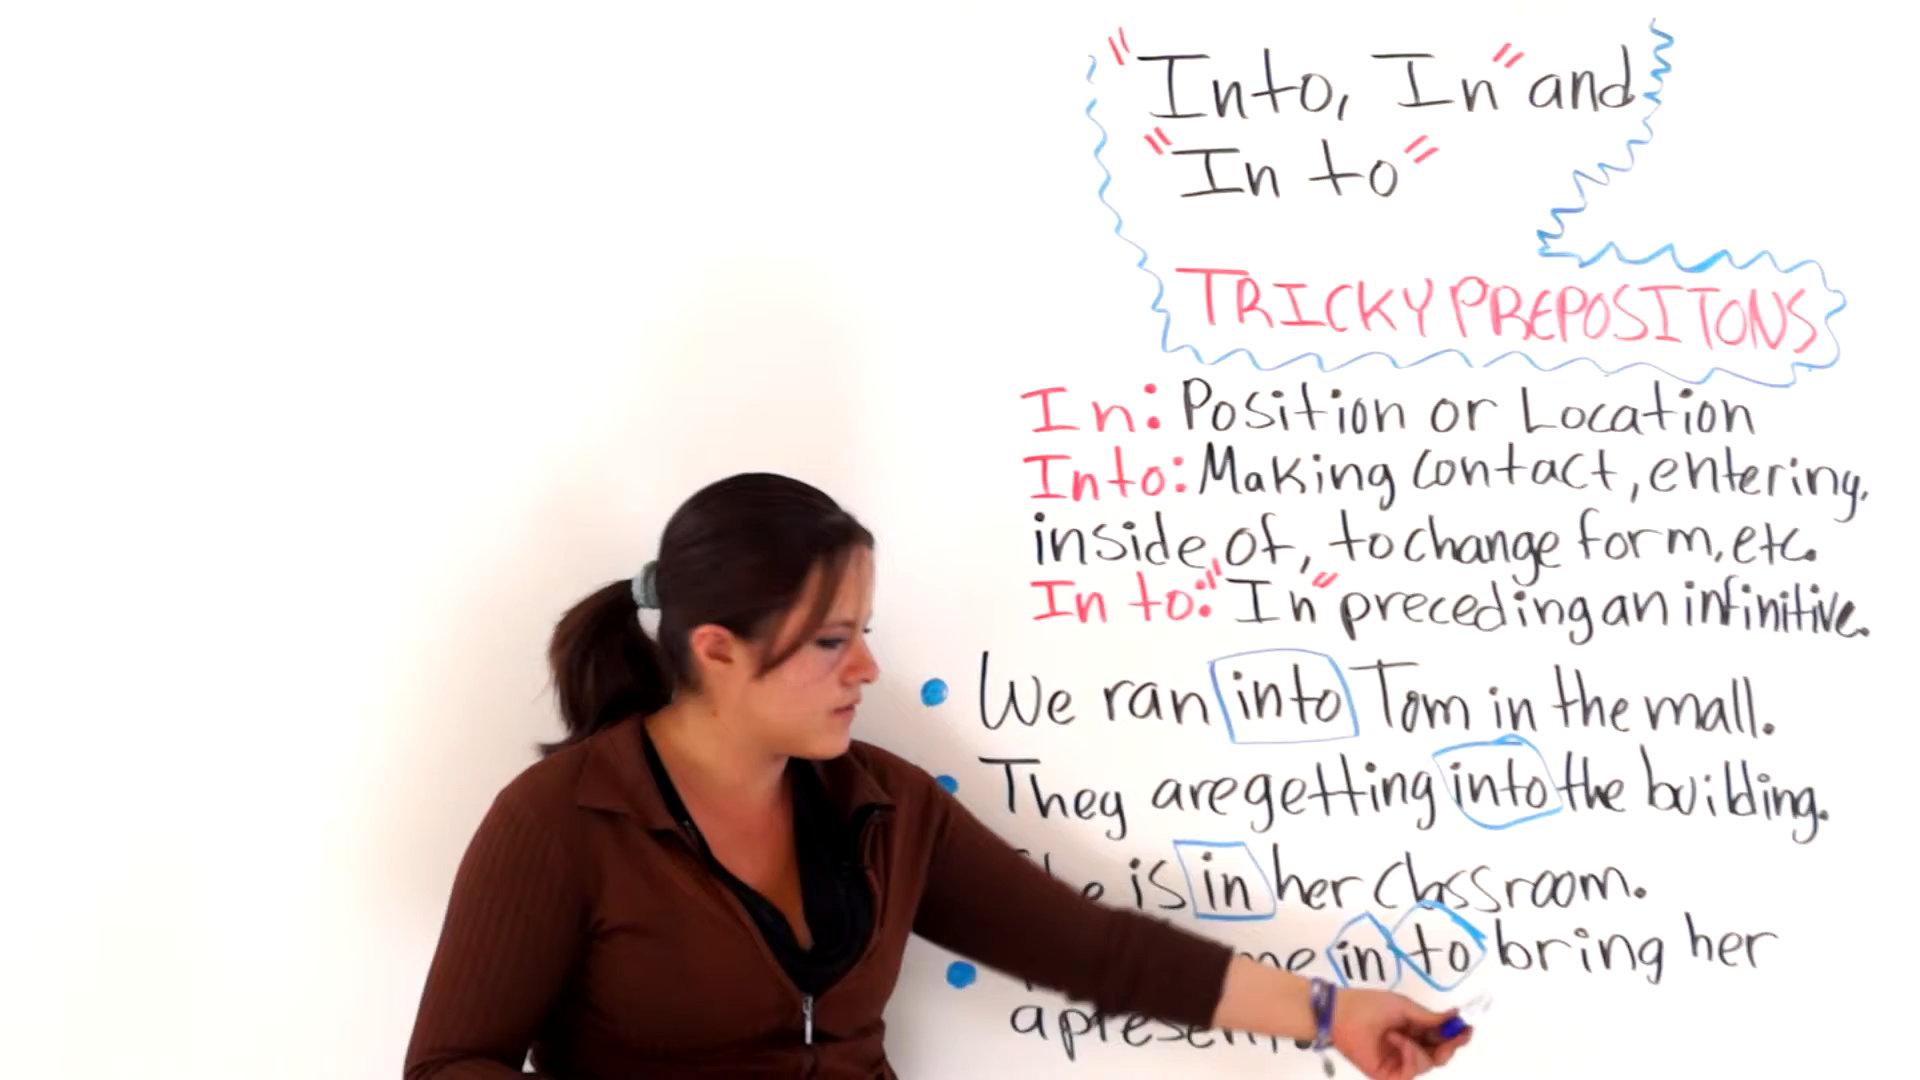 "Into, In" and
"In to"
TRICKY PREPOSITONS
In: Position or Location
Into: Making contact, entering,
inside of, to change form, etc.
In to: "In" preceding an infinitive.
• We ran into Tom in the mall.
• They are getting into the building.
is in her classroom.
in to bring her
a present